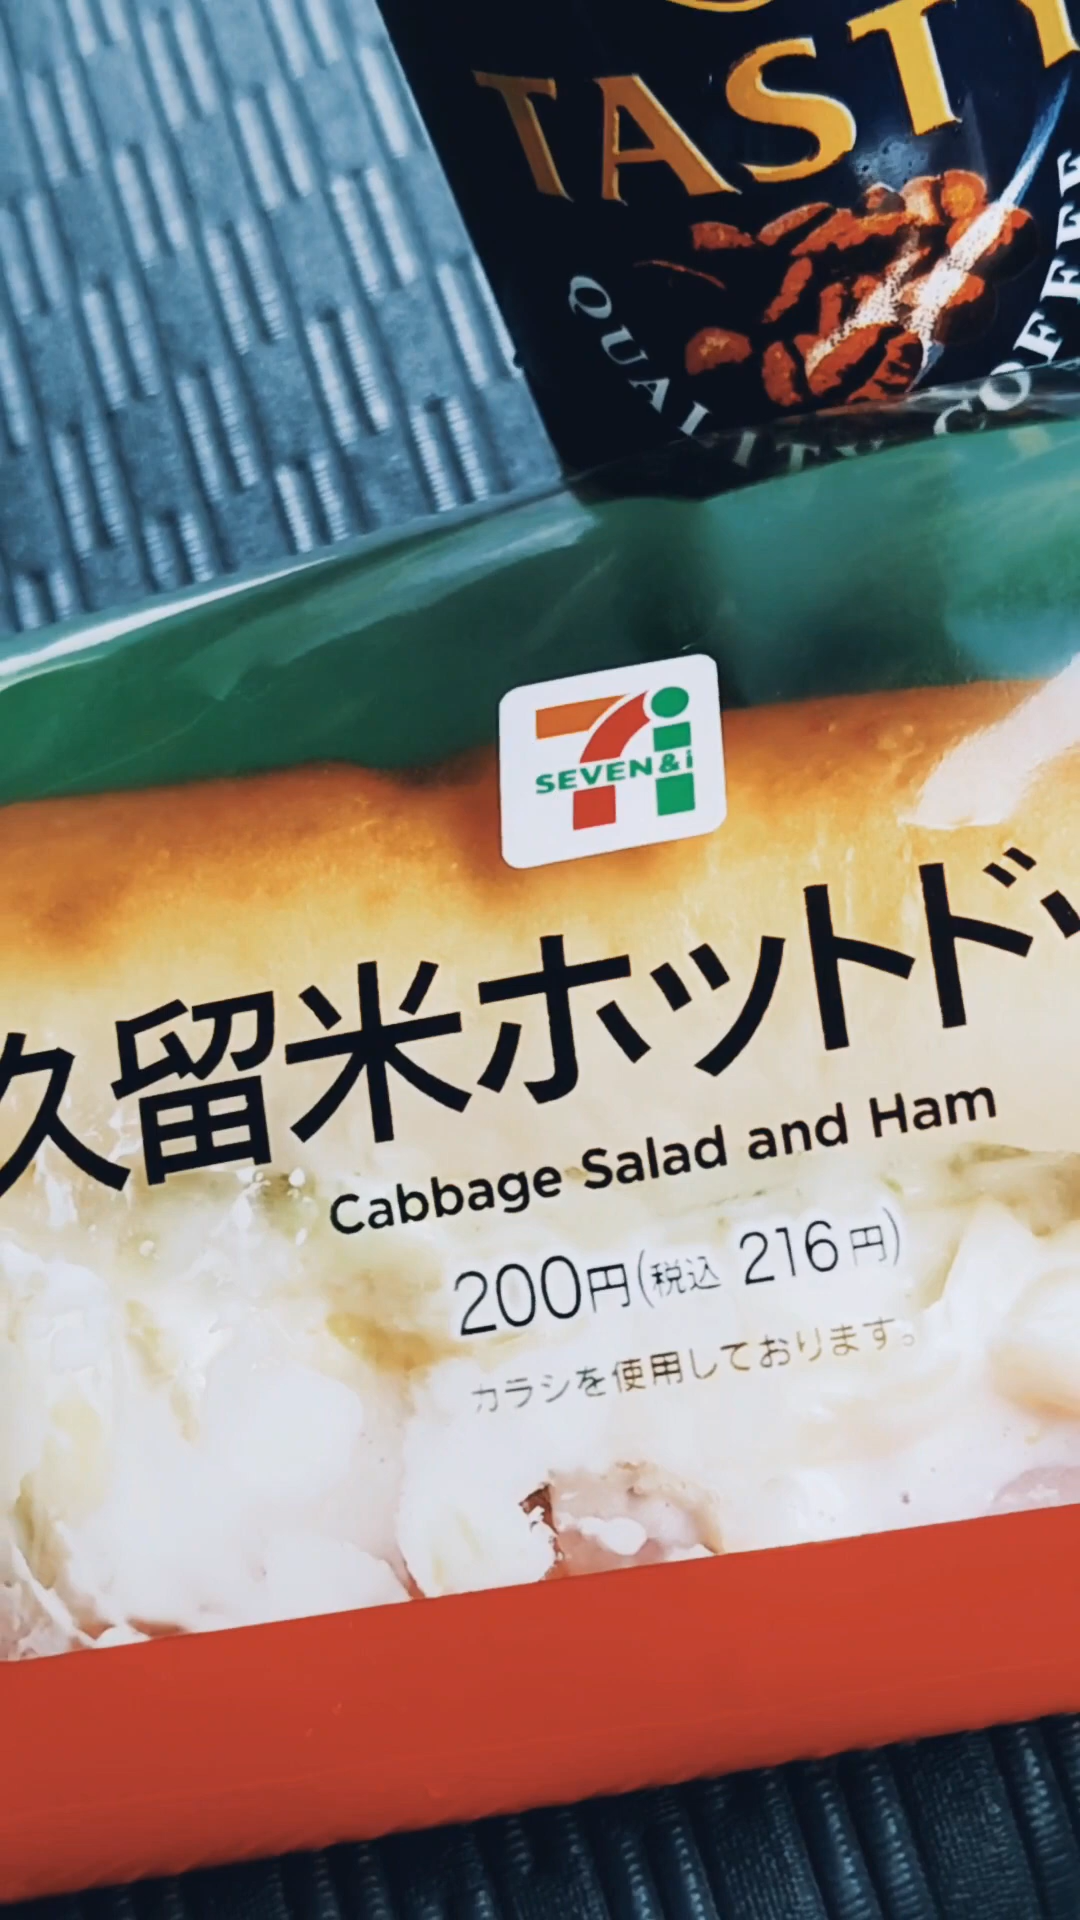 TASTY
QUALITY COFFEE
SEVEN&i
久留米ホットド
Cabbage Salad and Ham
200円(税込 216円)
カラシを使用しております。